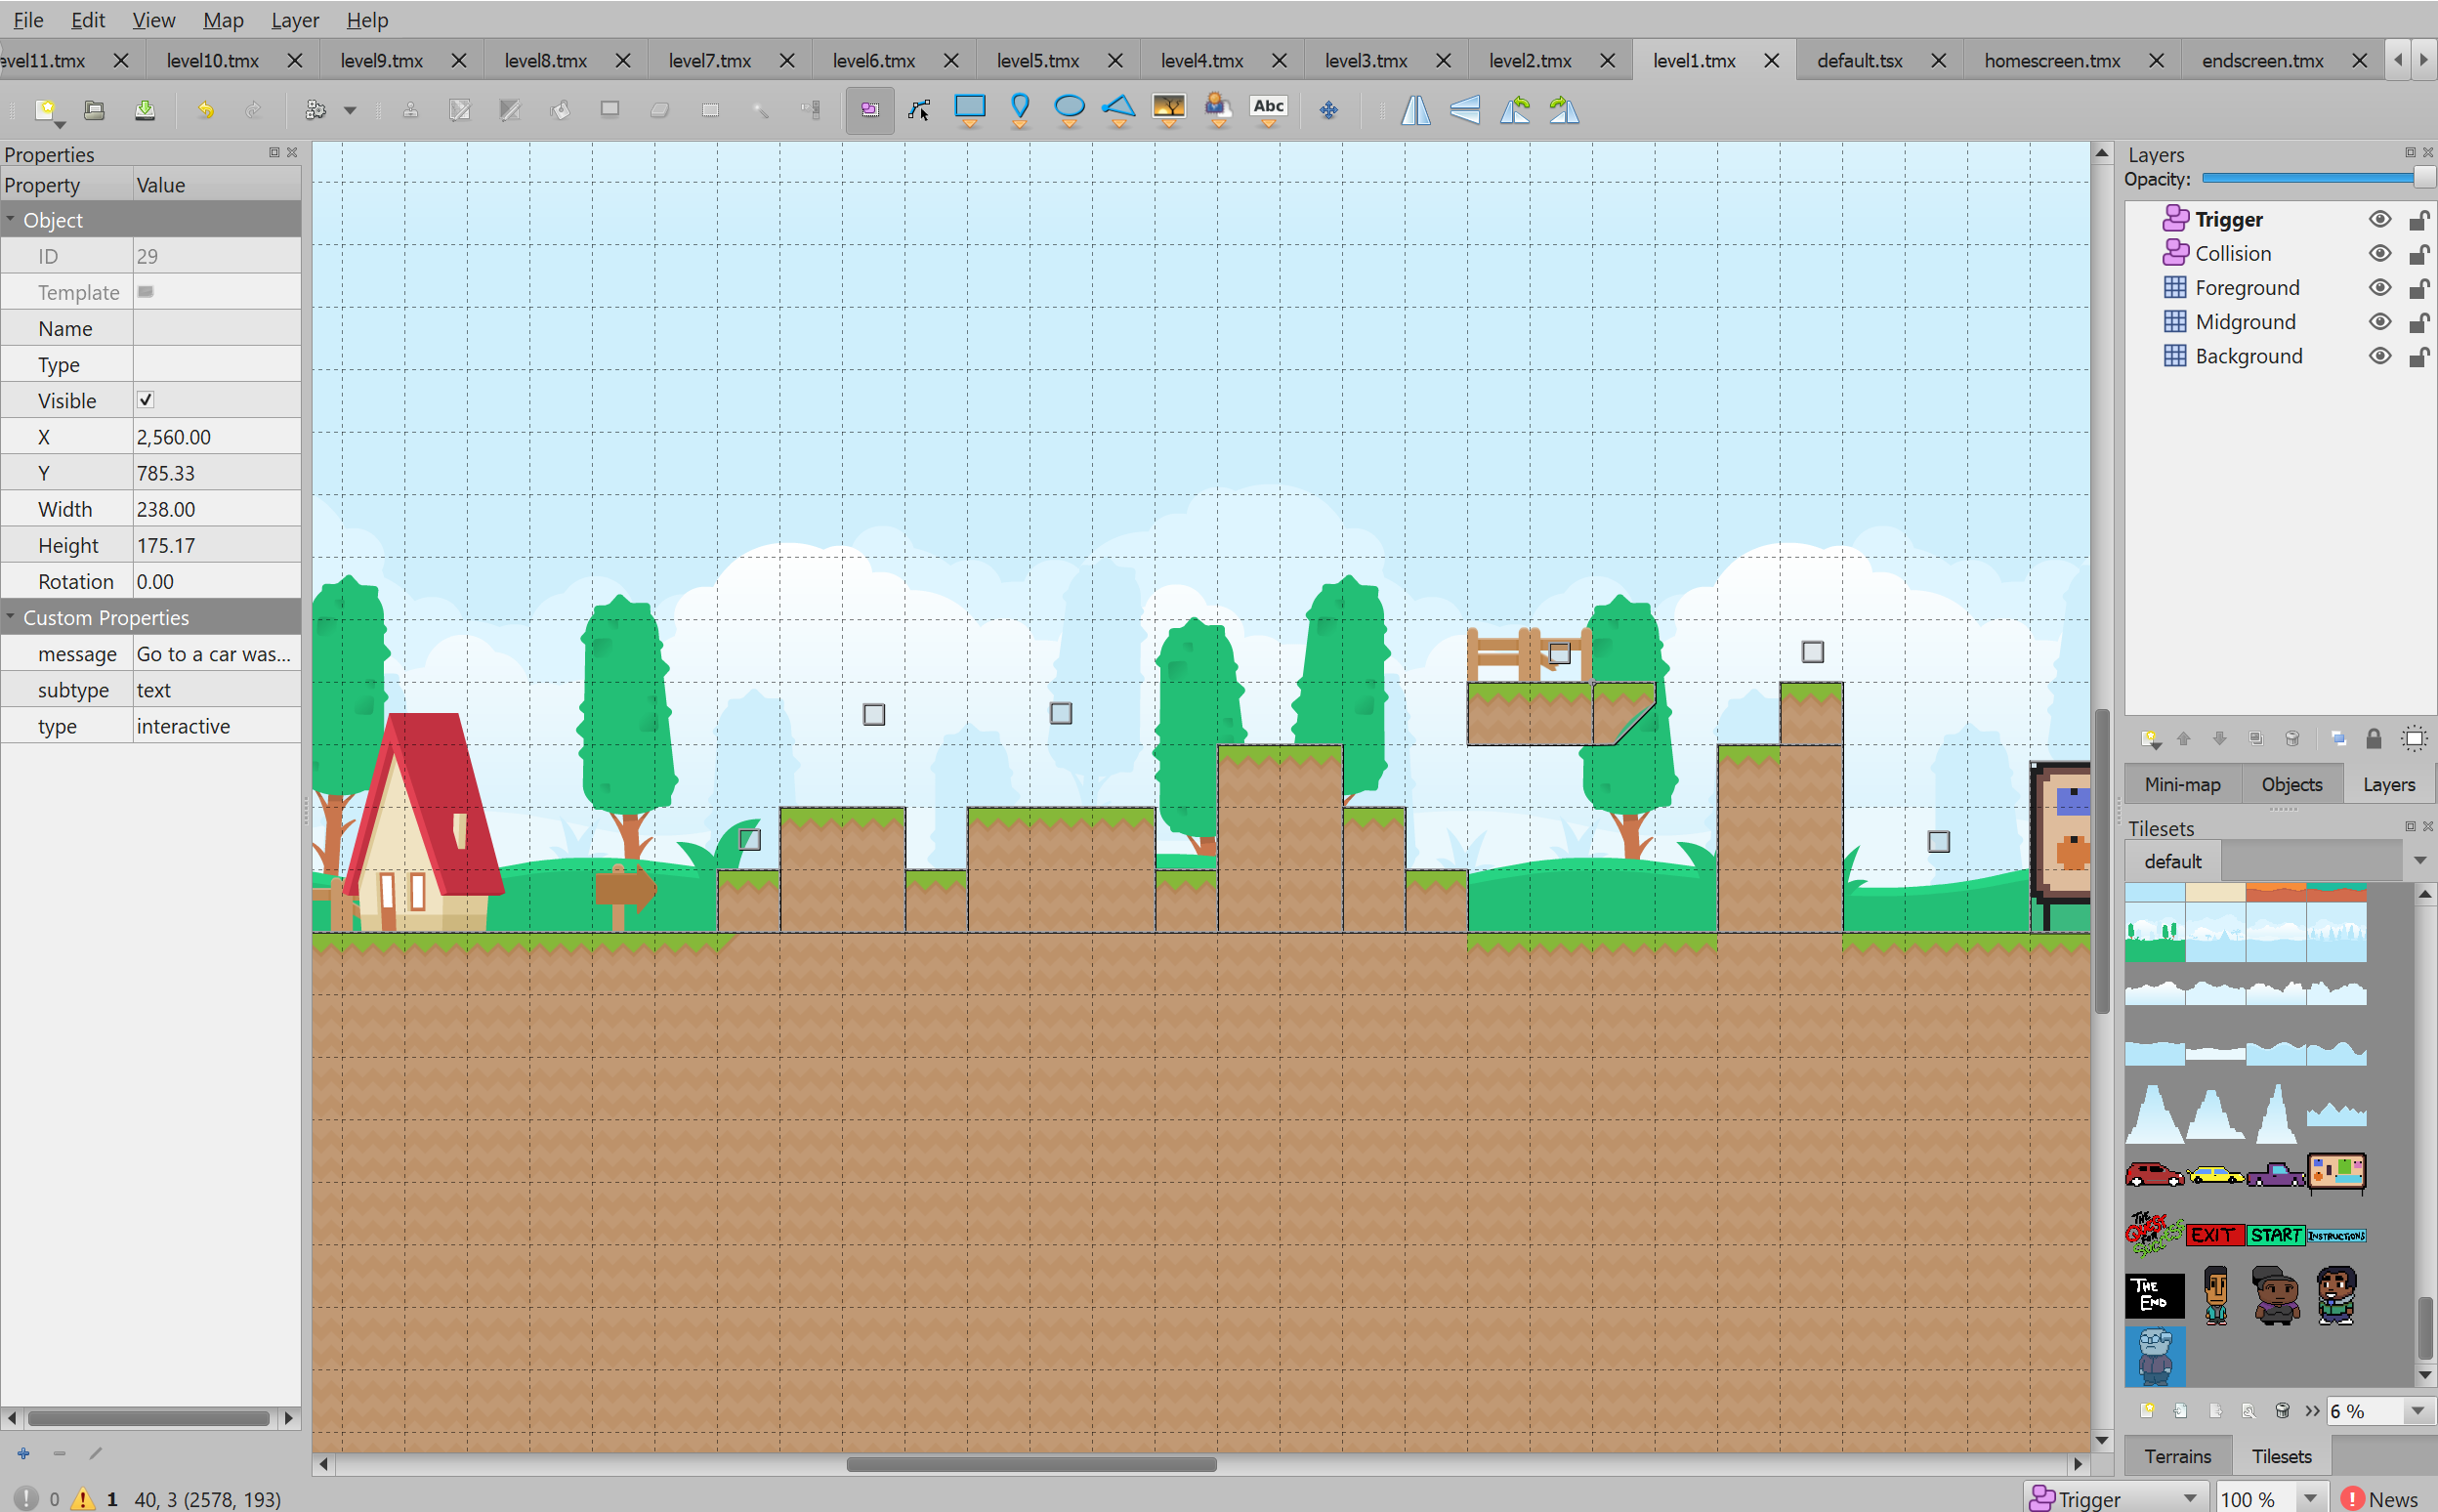 File Edit View Map Layer Help
evel11.tmx level10.tmx level9.tmx level8.tmx level7.tmx level6.tmx level5.tmx level4.tmx level3.tmx level2.tmx level1.tmx default.tsx homescreen.tmx endscreen.tmx
Abc
Properties
Property Value
Object
ID 29
Template
Name
Type
Visible
X 2,560.00
Y 785.33
Width 238.00
Height 175.17
Rotation 0.00
Custom Properties
message Go to a car was...
subtype text
type interactive
Layers
Opacity:
Trigger
Collision
Foreground
Midground
Background
Mini-map Objects Layers
Tilesets
default
THE QUEST FOR
EXIT START INSTRUCTIONS
THE END
6 %
Terrains Tilesets
0 1 40, 3 (2578, 193)
Trigger 100 % News